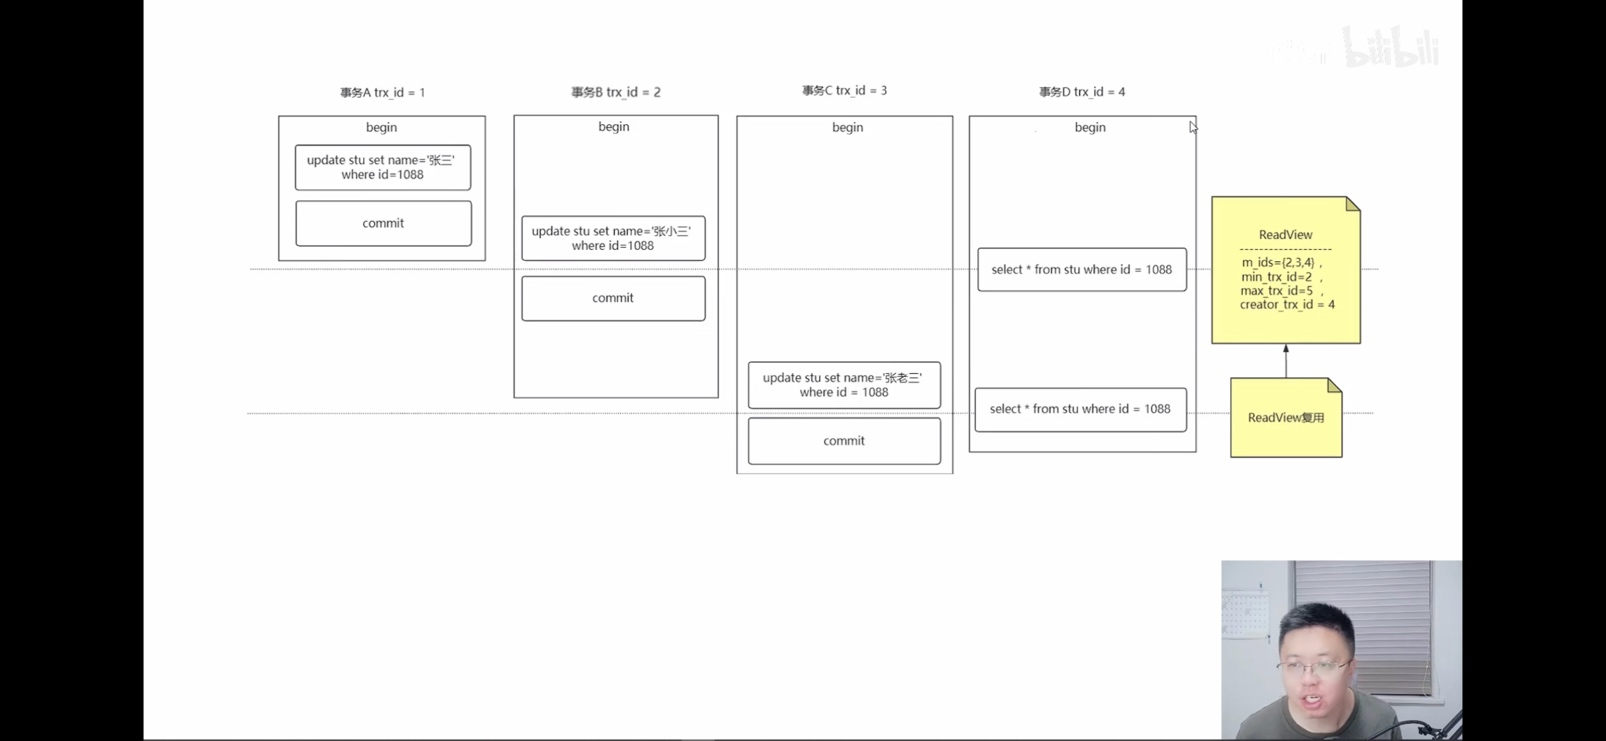 bilibili
事务A trx_id = 1
事务B trx_id = 2
事务C trx_id = 3
事务D trx_id = 4
begin
update stu set name='张三'
where id=1088
commit
begin
update stu set name='张小三'
where id=1088
commit
begin
update stu set name='张老三'
where id = 1088
commit
begin
select * from stu where id = 1088
select * from stu where id = 1088
ReadView
-------------------
m_ids={2,3,4} ,
min_trx_id=2 ,
max_trx_id=5 ,
creator_trx_id = 4
ReadView复用